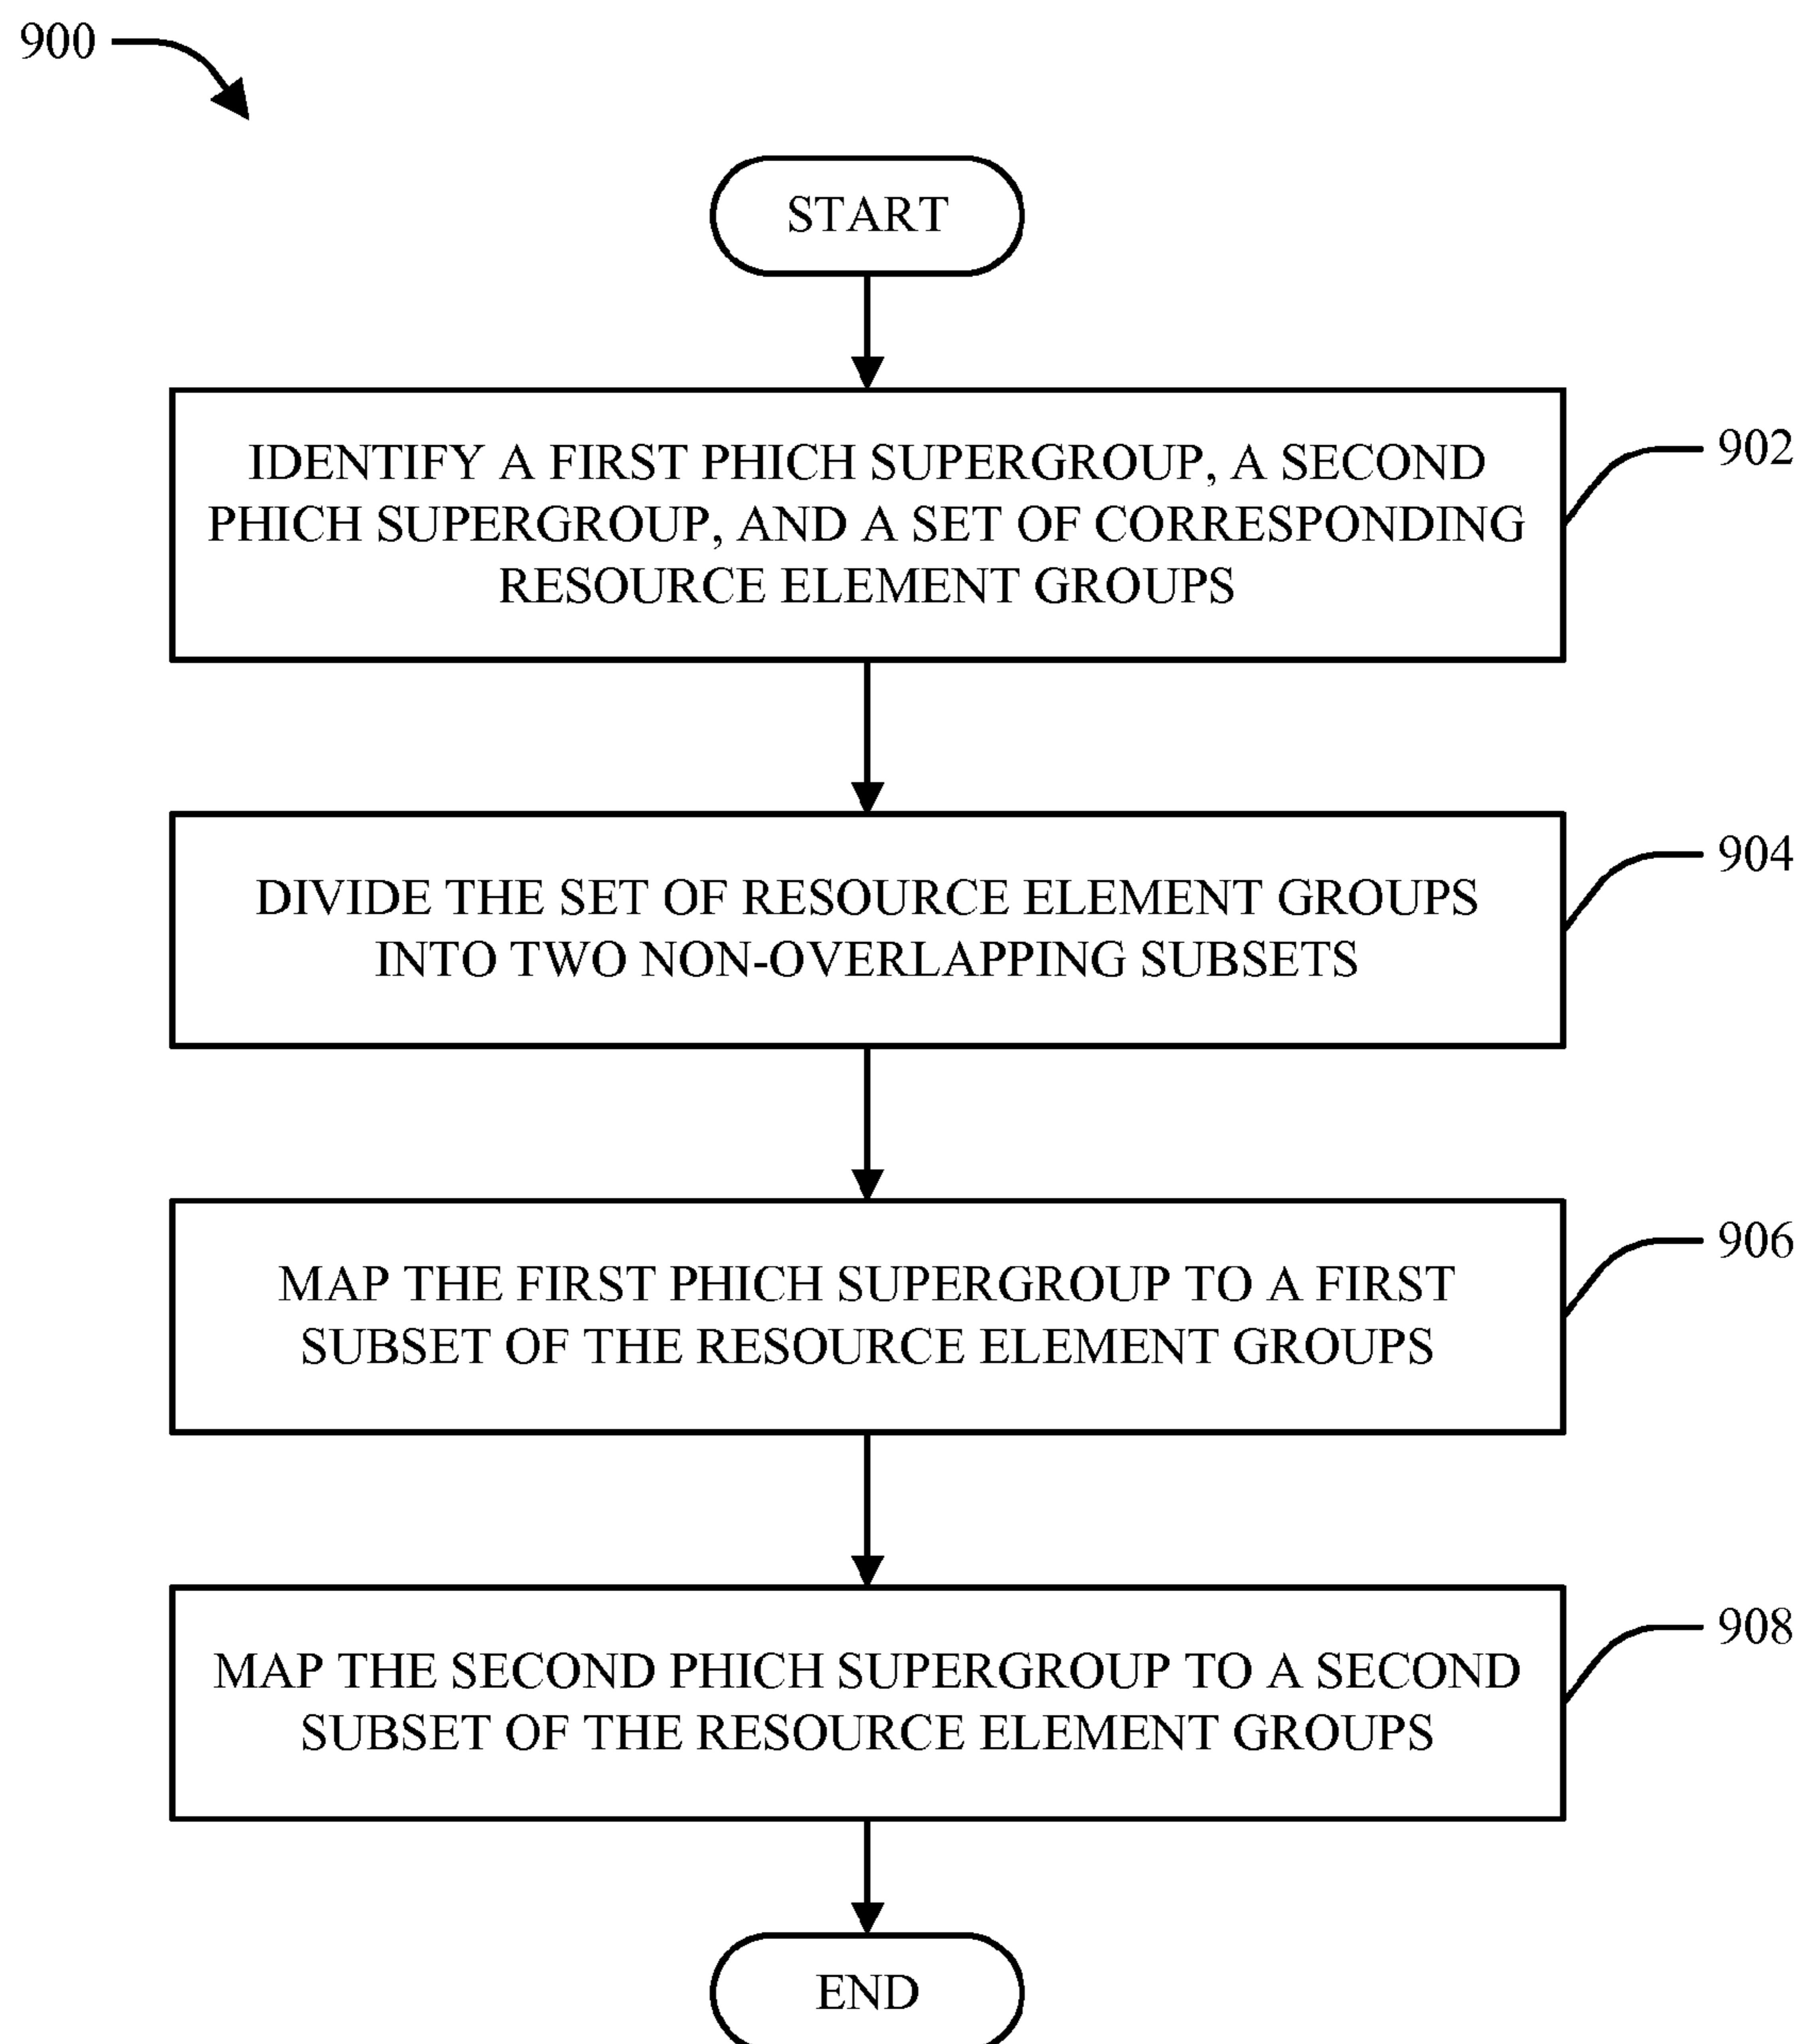 900
START
IDENTIFY A FIRST PHICH SUPERGROUP, A SECOND
PHICH SUPERGROUP, AND A SET OF CORRESPONDING
RESOURCE ELEMENT GROUPS
902
DIVIDE THE SET OF RESOURCE ELEMENT GROUPS
INTO TWO NON-OVERLAPPING SUBSETS
904
MAP THE FIRST PHICH SUPERGROUP TO A FIRST
SUBSET OF THE RESOURCE ELEMENT GROUPS
906
MAP THE SECOND PHICH SUPERGROUP TO A SECOND
SUBSET OF THE RESOURCE ELEMENT GROUPS
908
END